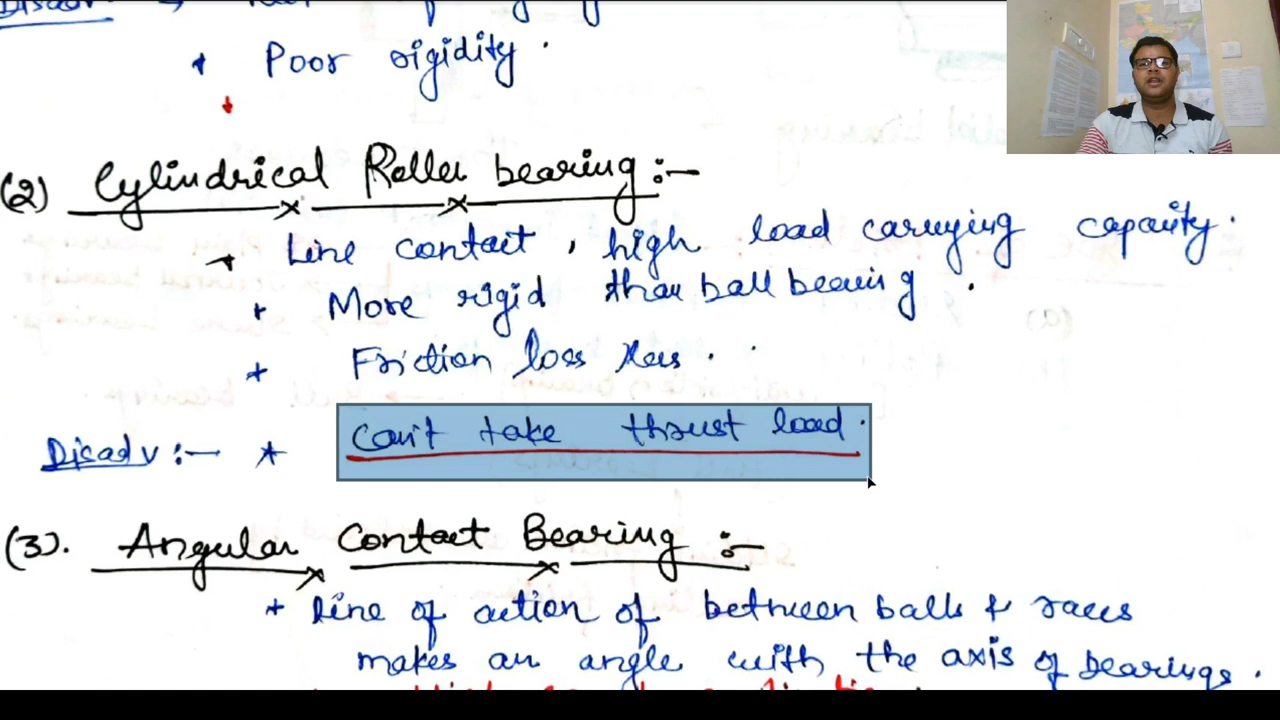 Disadv →
* Poor rigidity.
(2) Cylindrical Roller bearing :-
* Line contact, high load carrying capacity.
* More rigid than ball bearing.
* Friction loss less.
Disadv :- * Can't take thrust load.
(3). Angular Contact Bearing :-
* Line of action of between balls & races
makes an angle with the axis of bearings.